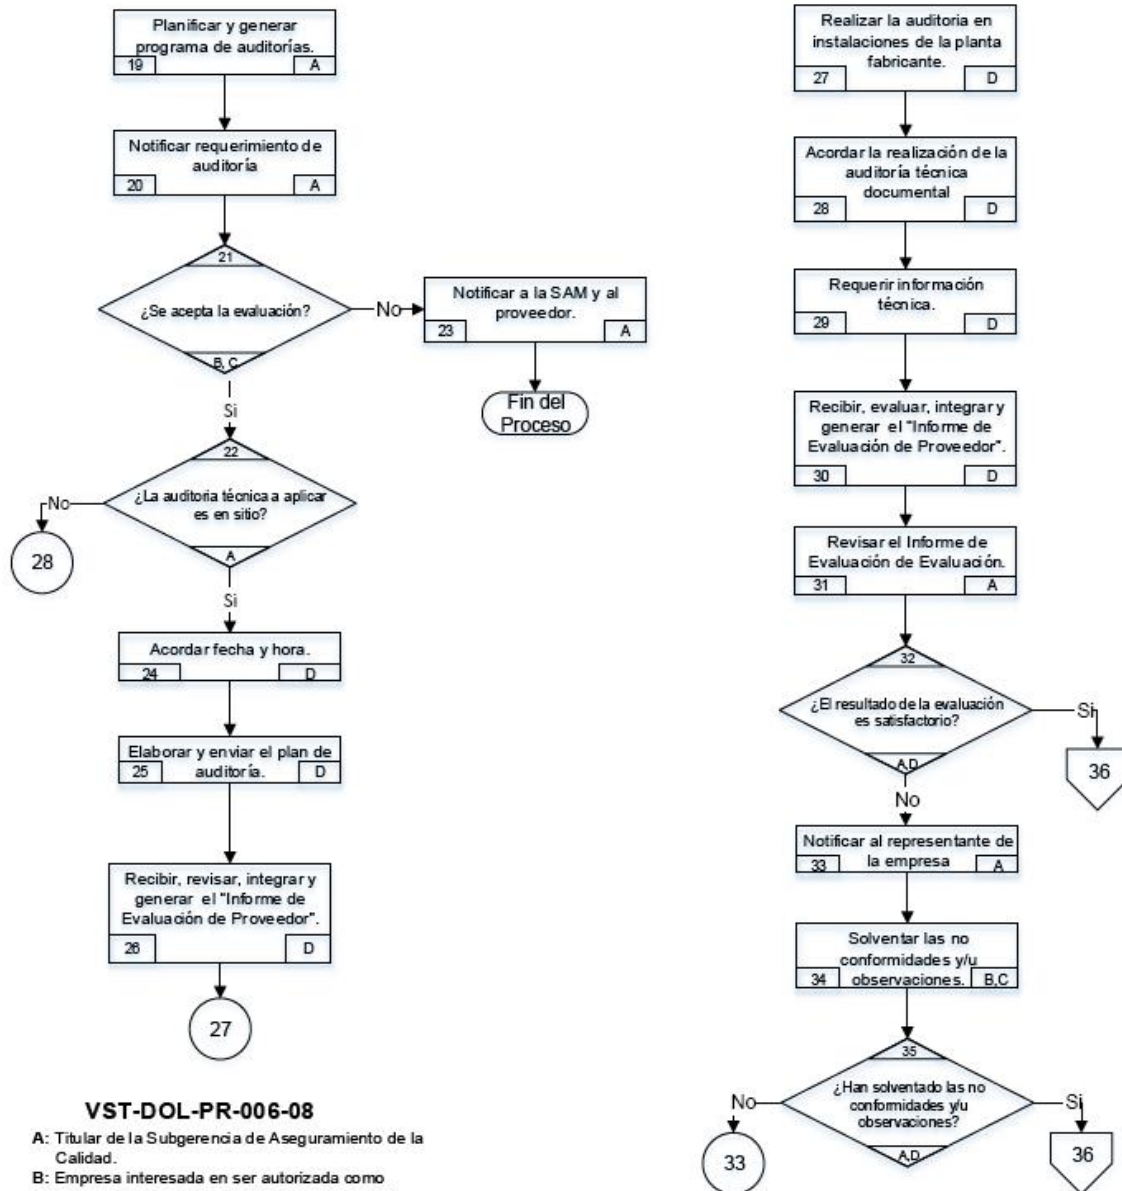 Planificar y generar
programa de auditorías.
19
A
Notificar requerimiento de
auditoría
20
A
21
¿Se acepta la evaluación?
B, C
No
Notificar a la SAM y al
proveedor.
23
A
Fin del
Proceso
Si
22
¿La auditoria técnica a aplicar
es en sitio?
A
No
28
Si
Acordar fecha y hora.
24
D
Elaborar y enviar el plan de
auditoría.
25
D
Recibir, revisar, integrar y
generar el "Informe de
Evaluación de Proveedor".
26
D
27
VST-DOL-PR-006-08
A: Titular de la Subgerencia de Aseguramiento de la
Calidad.
B: Empresa interesada en ser autorizada como
Realizar la auditoria en
instalaciones de la planta
fabricante.
27
D
Acordar la realización de la
auditoría técnica
documental
28
D
Requerir información
técnica.
29
D
Recibir, evaluar, integrar y
generar el "Informe de
Evaluación de Proveedor".
30
D
Revisar el Informe de
Evaluación de Evaluación.
31
A
32
¿El resultado de la evaluación
es satisfactorio?
A,D
Si
36
No
Notificar al representante de
la empresa
33
A
Solventar las no
conformidades y/u
observaciones.
34
B,C
35
¿Han solventado las no
conformidades y/u
observaciones?
A,D
No
33
Si
36